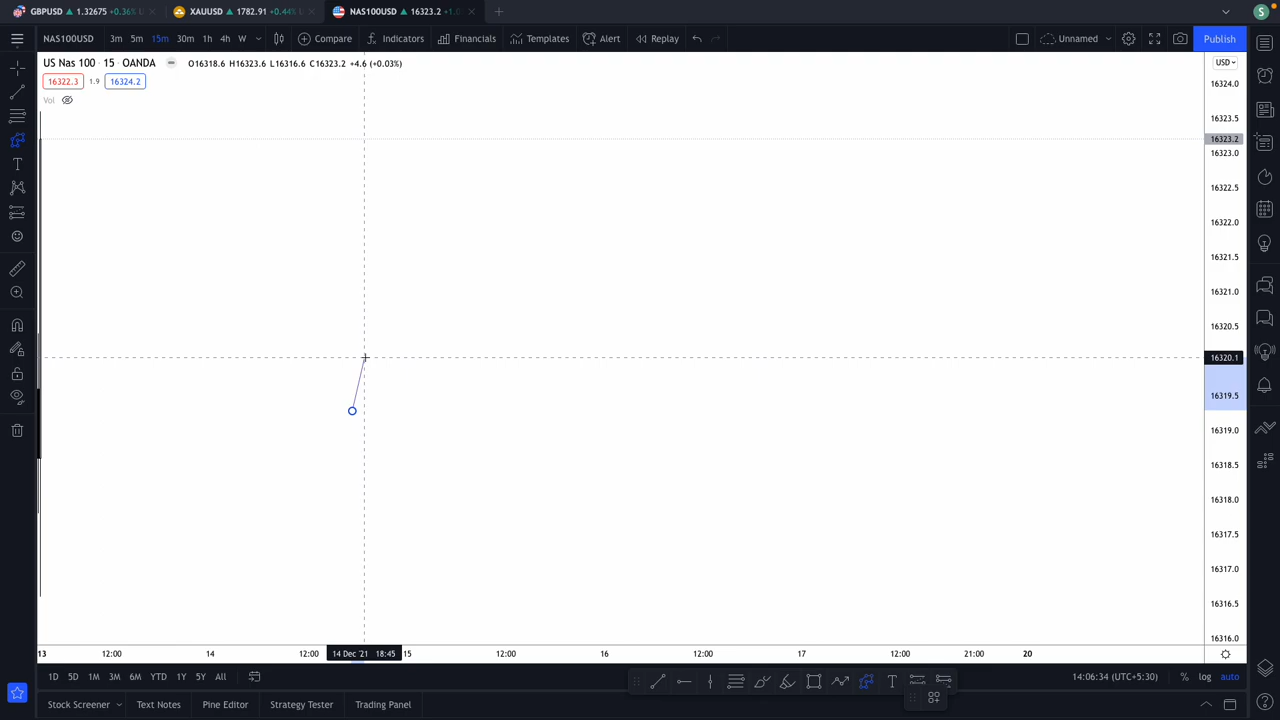 GBPUSD ▲ 1.32675 +0.36% U
XAUUSD ▲ 1782.91 +0.44% U
NAS100USD ▲ 16323.2 +1.0
S
NAS100USD 3m 5m 15m 30m 1h 4h W Compare Indicators Financials Templates Alert Replay Unnamed Publish
US Nas 100 · 15 · OANDA O16318.6 H16323.6 L16316.6 C16323.2 +4.6 (+0.03%)
USD
16322.3 1.9 16324.2
Vol
16324.0
16323.5
16323.2
16323.0
16322.5
16322.0
16321.5
16321.0
16320.5
16320.1
16319.5
16319.0
16318.5
16318.0
16317.5
16317.0
16316.5
16316.0
13 12:00 14 12:00 14 Dec '21 18:45 15 12:00 16 12:00 17 12:00 21:00 20
1D 5D 1M 3M 6M YTD 1Y 5Y All
14:06:34 (UTC+5:30) % log auto
Stock Screener Text Notes Pine Editor Strategy Tester Trading Panel